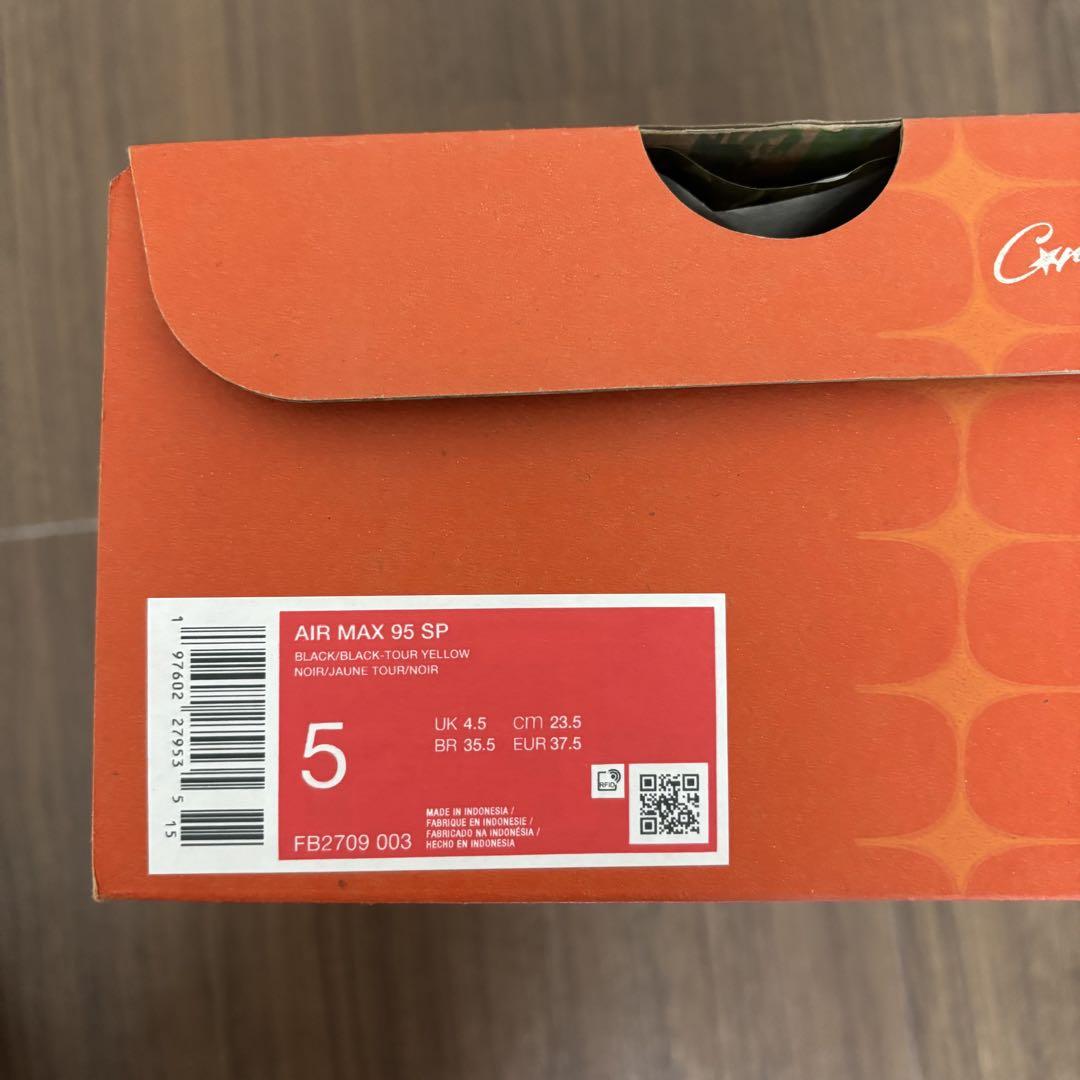 AIR MAX 95 SP
BLACK/BLACK-TOUR YELLOW
NOIR/JAUNE TOUR/NOIR
5
UK 4.5 cm 23.5
BR 35.5 EUR 37.5
RFID
MADE IN INDONESIA /
FABRIQUE EN INDONESIE /
FABRICADO NA INDONÉSIA /
HECHO EN INDONESIA
FB2709 003
1 97602 27953 5 15